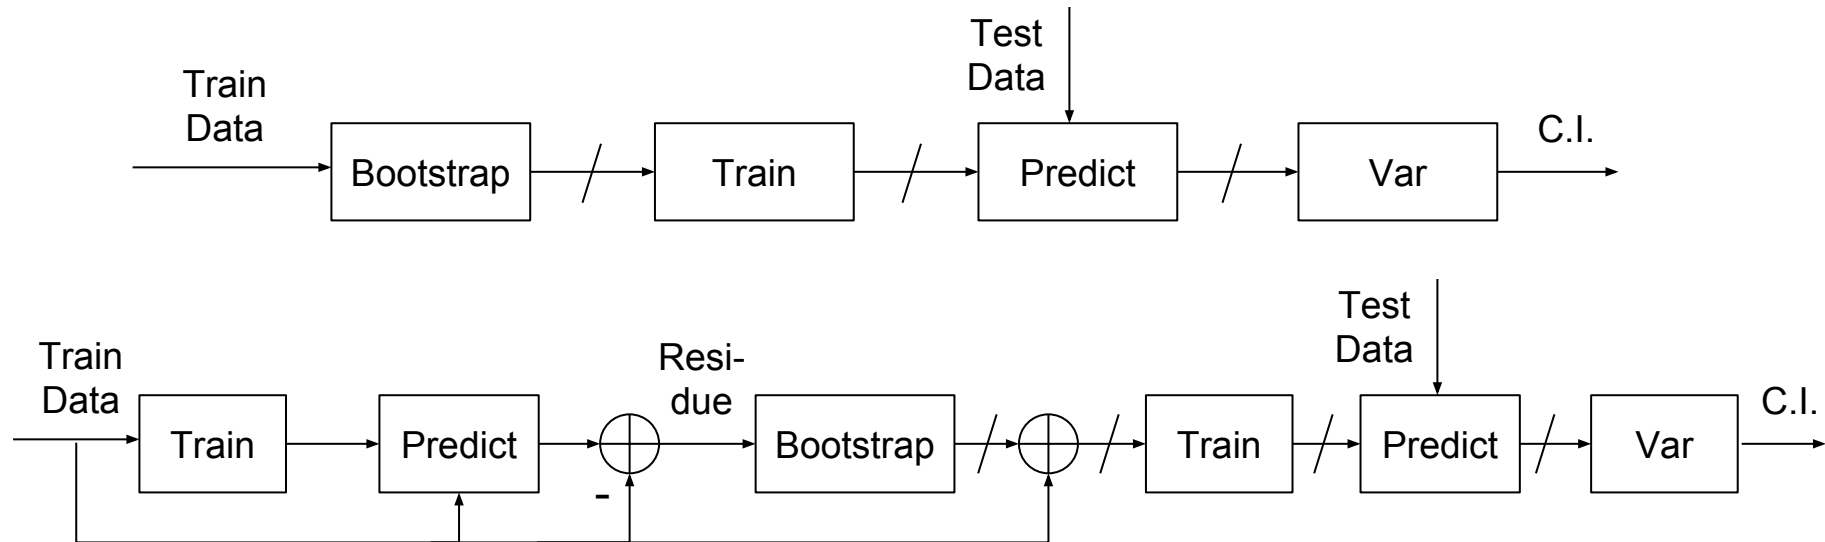 Test
Data
Train
Data
Bootstrap
Train
Predict
Var
C.I.
Test
Data
Train
Data
Train
Predict
-
Resi-
due
Bootstrap
Train
Predict
Var
C.I.